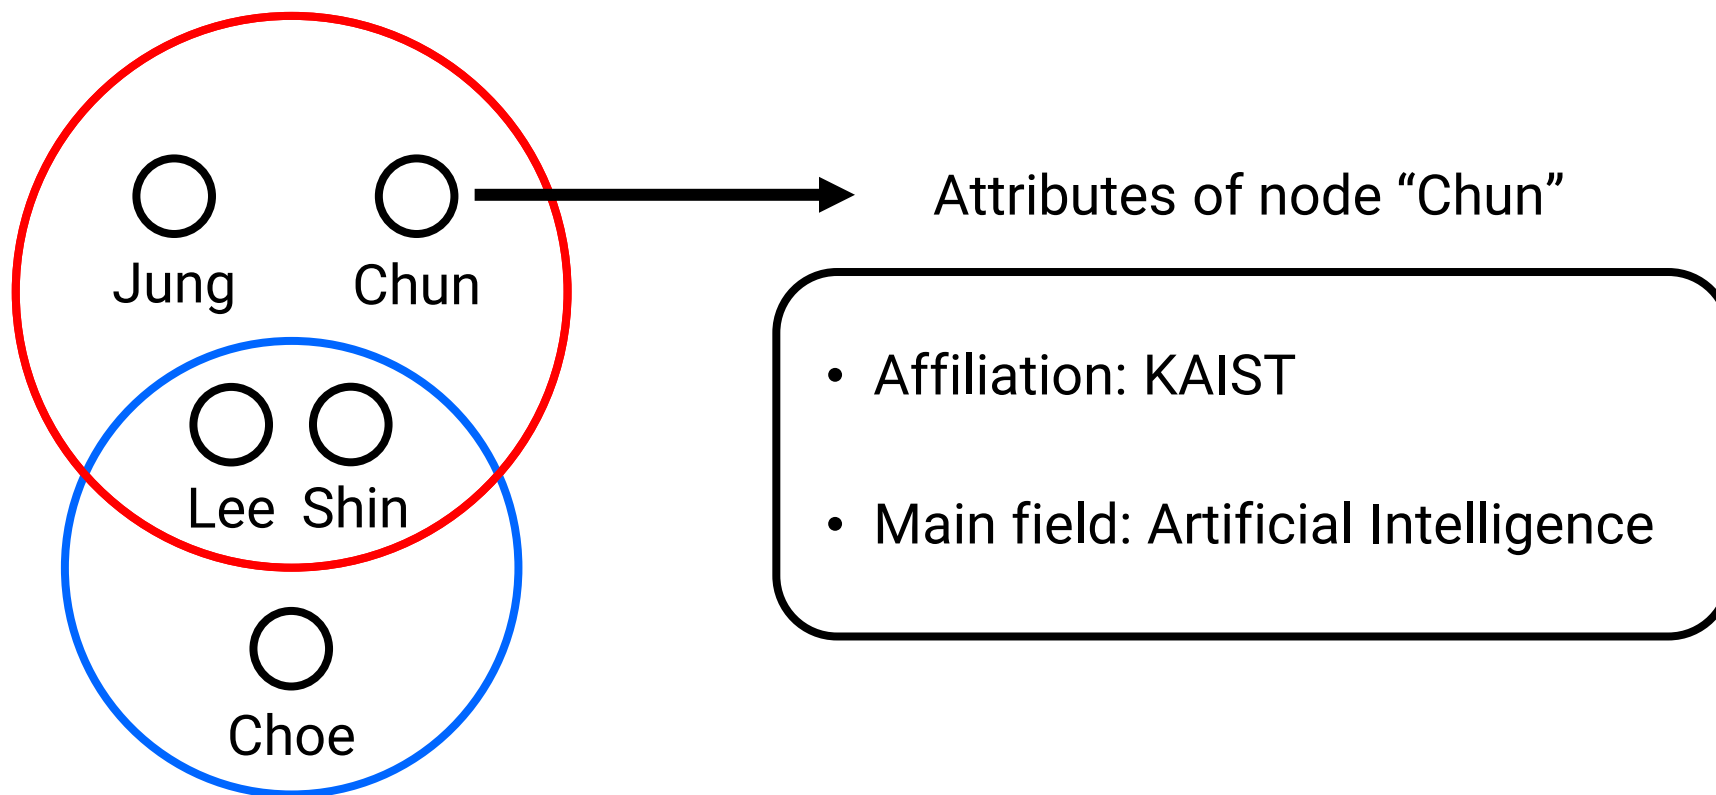 Jung
Chun
Lee
Shin
Choe
Attributes of node “Chun”
• Affiliation: KAIST
• Main field: Artificial Intelligence